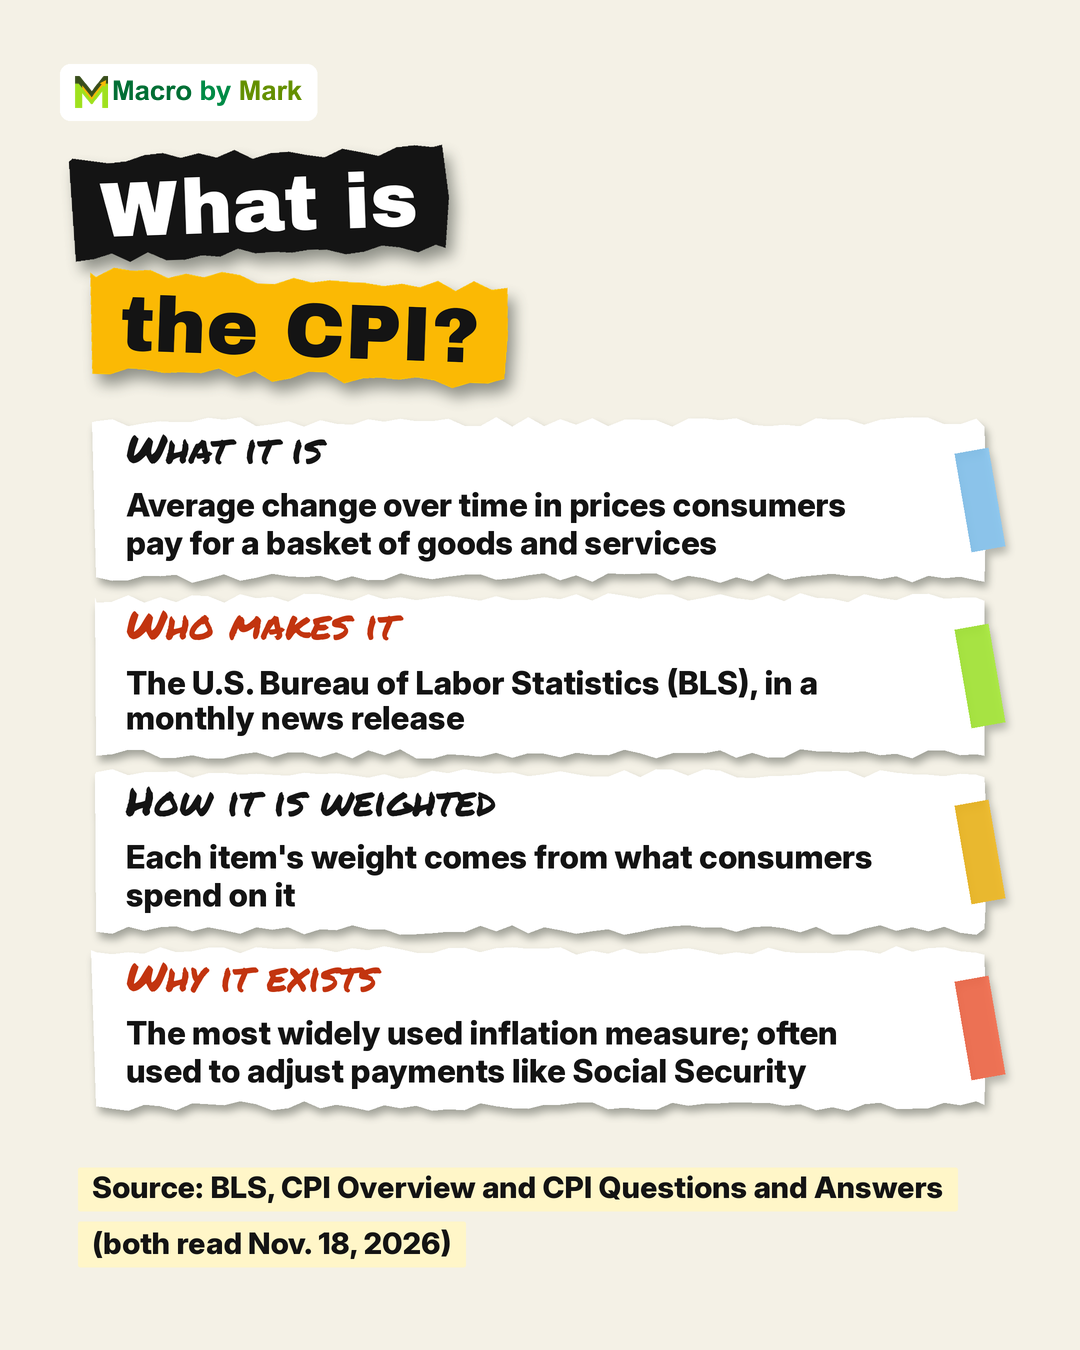 Macro by Mark
What is
the CPI?
What it is
Average change over time in prices consumers
pay for a basket of goods and services
Who makes it
The U.S. Bureau of Labor Statistics (BLS), in a
monthly news release
How it is weighted
Each item's weight comes from what consumers
spend on it
Why it exists
The most widely used inflation measure; often
used to adjust payments like Social Security
Source: BLS, CPI Overview and CPI Questions and Answers
(both read Nov. 18, 2026)